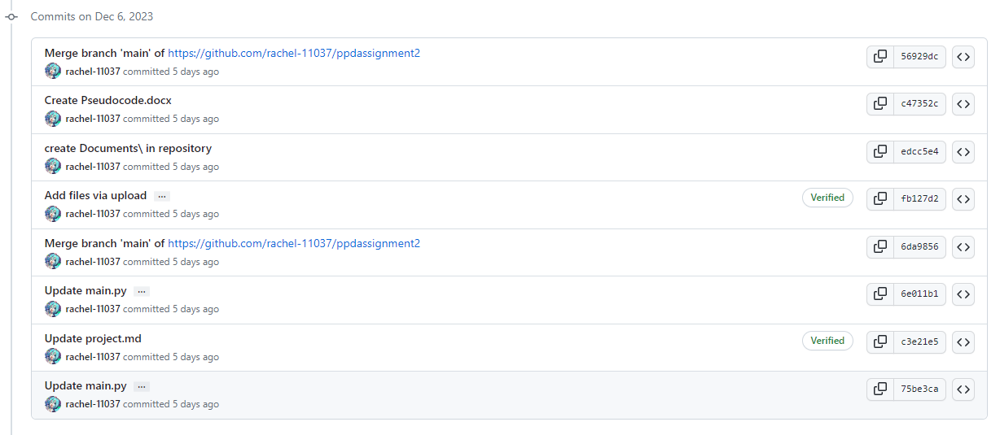 Commits on Dec 6, 2023
Merge branch 'main' of https://github.com/rachel-11037/ppdassignment2
56929dc
rachel-11037 committed 5 days ago
Create Pseudocode.docx
c47352c
rachel-11037 committed 5 days ago
create Documents\ in repository
edcc5e4
rachel-11037 committed 5 days ago
Add files via upload ...
Verified
fb127d2
rachel-11037 committed 5 days ago
Merge branch 'main' of https://github.com/rachel-11037/ppdassignment2
6da9856
rachel-11037 committed 5 days ago
Update main.py ...
6e011b1
rachel-11037 committed 5 days ago
Update project.md
Verified
c3e21e5
rachel-11037 committed 5 days ago
Update main.py ...
75be3ca
rachel-11037 committed 5 days ago